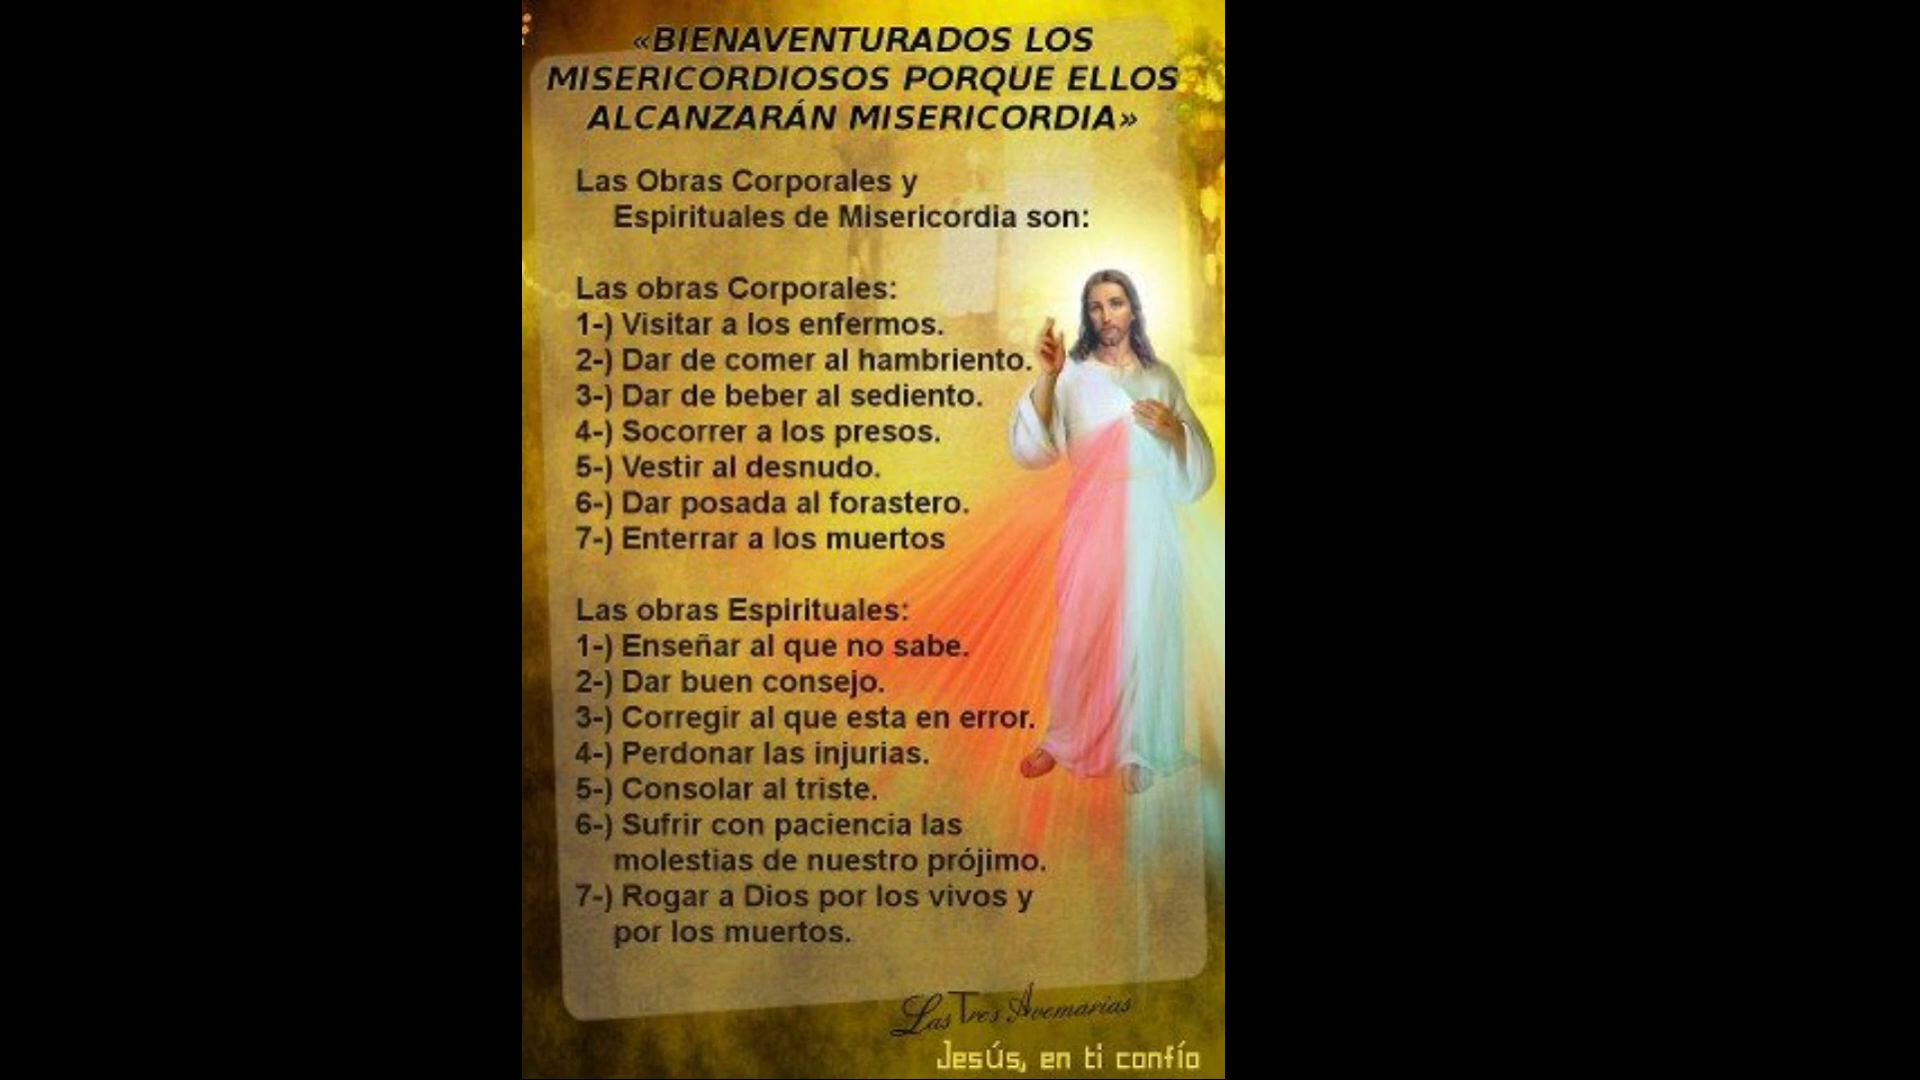 «BIENAVENTURADOS LOS
MISERICORDIOSOS PORQUE ELLOS
ALCANZARÁN MISERICORDIA»
Las Obras Corporales y
Espirituales de Misericordia son:
Las obras Corporales:
1-) Visitar a los enfermos.
2-) Dar de comer al hambriento.
3-) Dar de beber al sediento.
4-) Socorrer a los presos.
5-) Vestir al desnudo.
6-) Dar posada al forastero.
7-) Enterrar a los muertos
Las obras Espirituales:
1-) Enseñar al que no sabe.
2-) Dar buen consejo.
3-) Corregir al que esta en error.
4-) Perdonar las injurias.
5-) Consolar al triste.
6-) Sufrir con paciencia las
molestias de nuestro prójimo.
7-) Rogar a Dios por los vivos y
por los muertos.
Las Tres Avemarias
Jesús, en ti confío